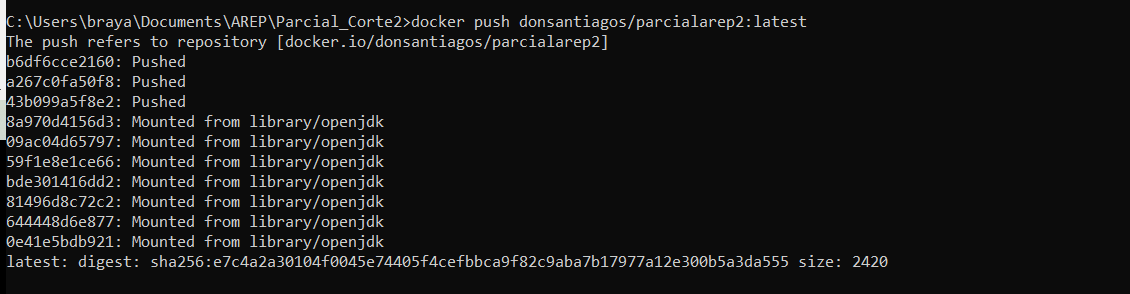 C:\Users\braya\Documents\AREP\Parcial_Corte2>docker push donsantiagos/parcialarep2:latest
The push refers to repository [docker.io/donsantiagos/parcialarep2]
b6df6cce2160: Pushed
a267c0fa50f8: Pushed
43b099a5f8e2: Pushed
8a970d4156d3: Mounted from library/openjdk
09ac04d65797: Mounted from library/openjdk
59f1e8e1ce66: Mounted from library/openjdk
bde301416dd2: Mounted from library/openjdk
81496d8c72c2: Mounted from library/openjdk
644448d6e877: Mounted from library/openjdk
0e41e5bdb921: Mounted from library/openjdk
latest: digest: sha256:e7c4a2a30104f0045e74405f4cefbbca9f82c9aba7b17977a12e300b5a3da555 size: 2420